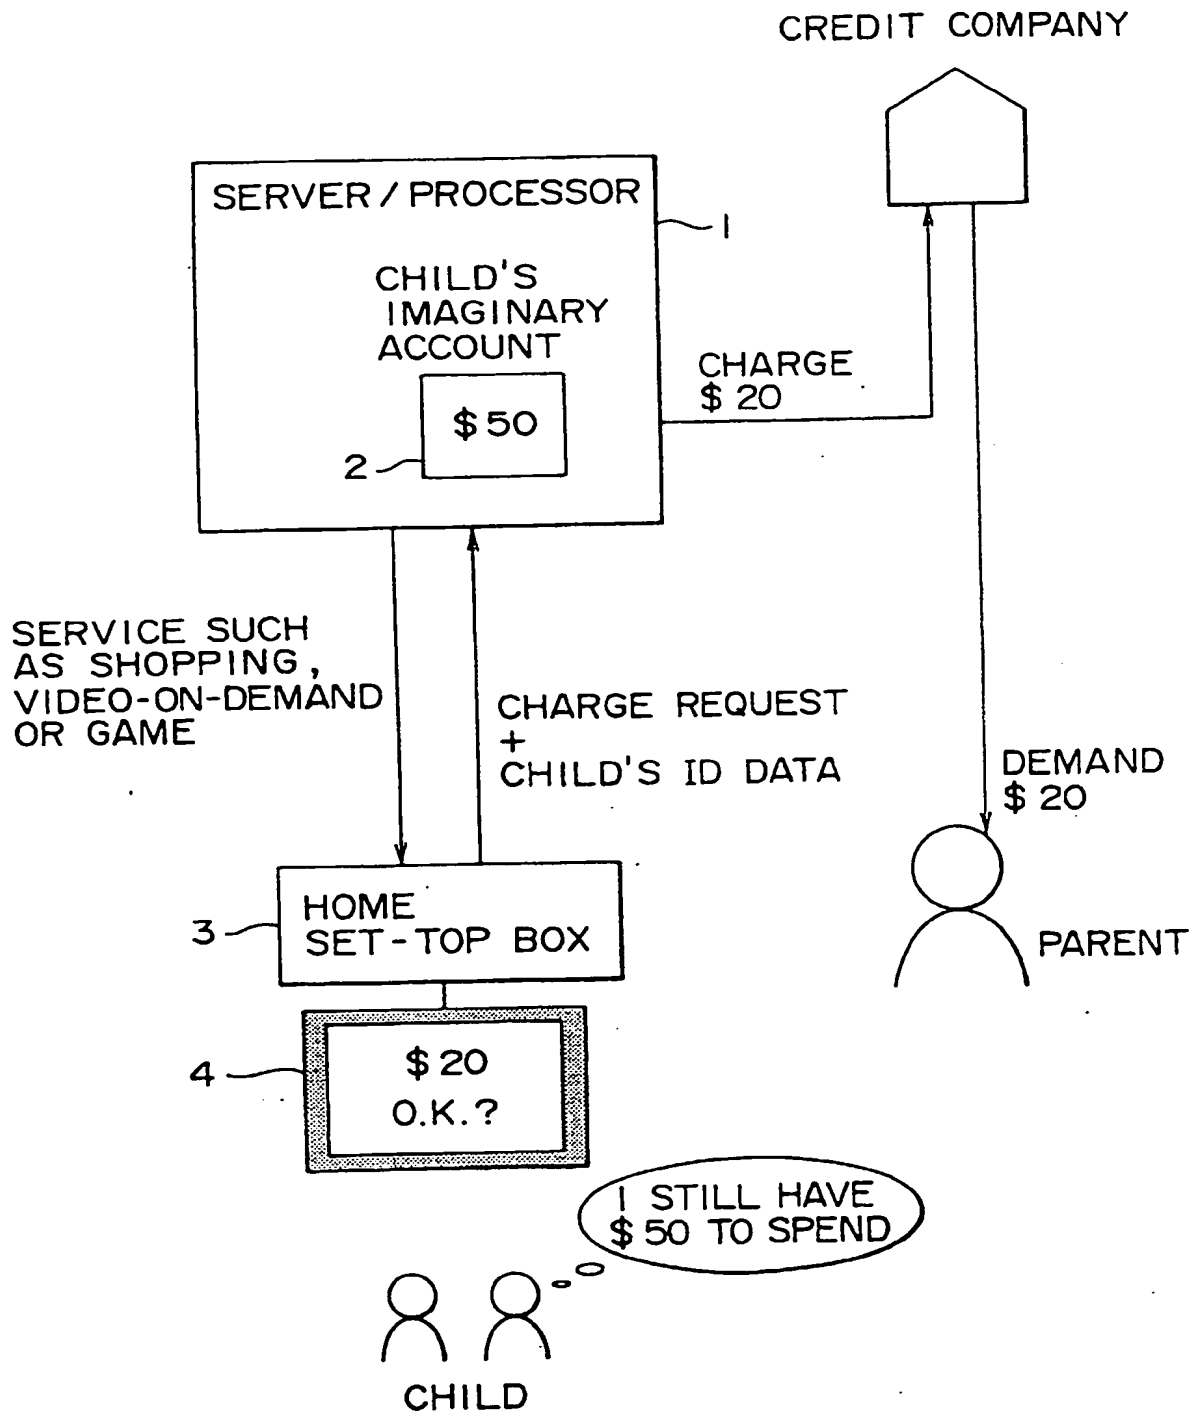 CREDIT COMPANY
SERVER / PROCESSOR
1
CHILD'S
IMAGINARY
ACCOUNT
$ 50
2
CHARGE
$ 20
SERVICE SUCH
AS SHOPPING,
VIDEO-ON-DEMAND
OR GAME
CHARGE REQUEST
+
CHILD'S ID DATA
DEMAND
$ 20
HOME
SET-TOP BOX
3
PARENT
4
$ 20
O.K.?
I STILL HAVE
$ 50 TO SPEND
CHILD